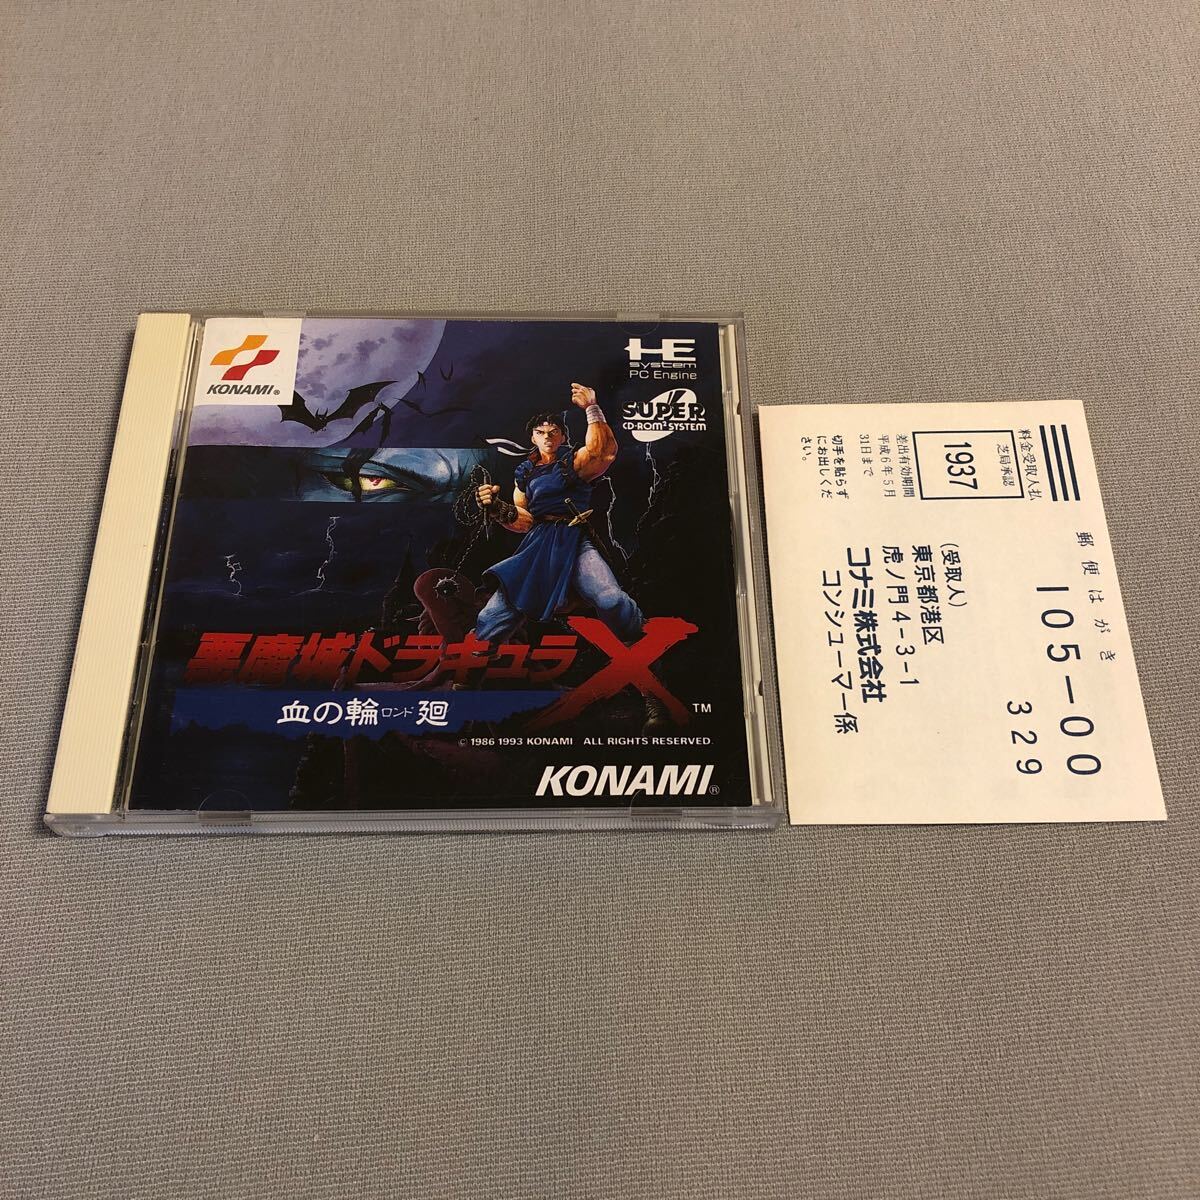 KONAMI®
HE
system
PC Engine
SUPER
CD-ROM² SYSTEM
悪魔城ドラキュラX™
血の輪ロンド廻
© 1986 1993 KONAMI ALL RIGHTS RESERVED.
KONAMI®
郵便はがき
105-00
329
料金受取人払
芝局承認
1937
差出有効期間
平成6年5月
31日まで
切手を貼らず
にお出しくだ
さい。
(受取人)
東京都港区
虎ノ門4-3-1
コナミ株式会社
コンシューマー係